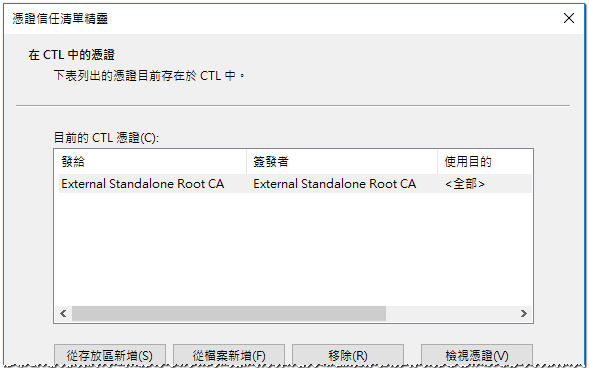 憑證信任清單精靈
在 CTL 中的憑證
下表列出的憑證目前存在於 CTL 中。
目前的 CTL 憑證(C):
發給 簽發者 使用目的
External Standalone Root CA External Standalone Root CA <全部>
從存放區新增(S) 從檔案新增(F) 移除(R) 檢視憑證(V)